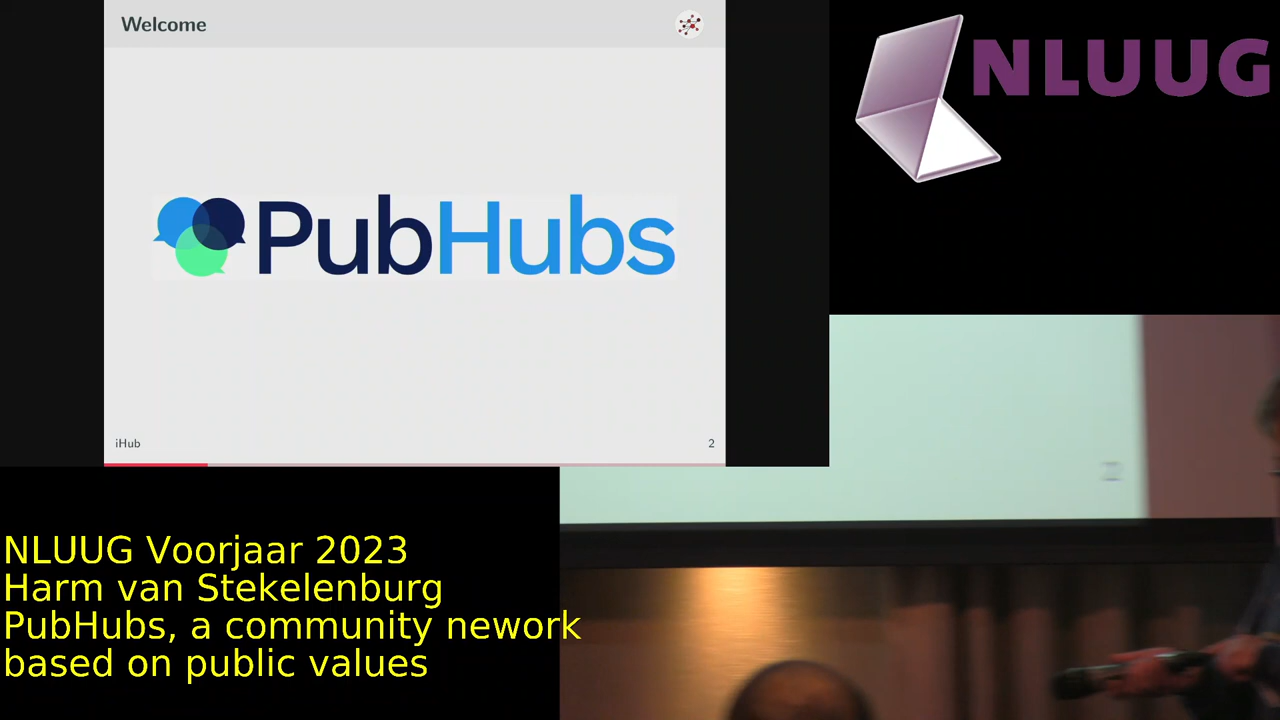 Welcome
PubHubs
iHub
2
NLUUG
NLUUG Voorjaar 2023
Harm van Stekelenburg
PubHubs, a community nework
based on public values